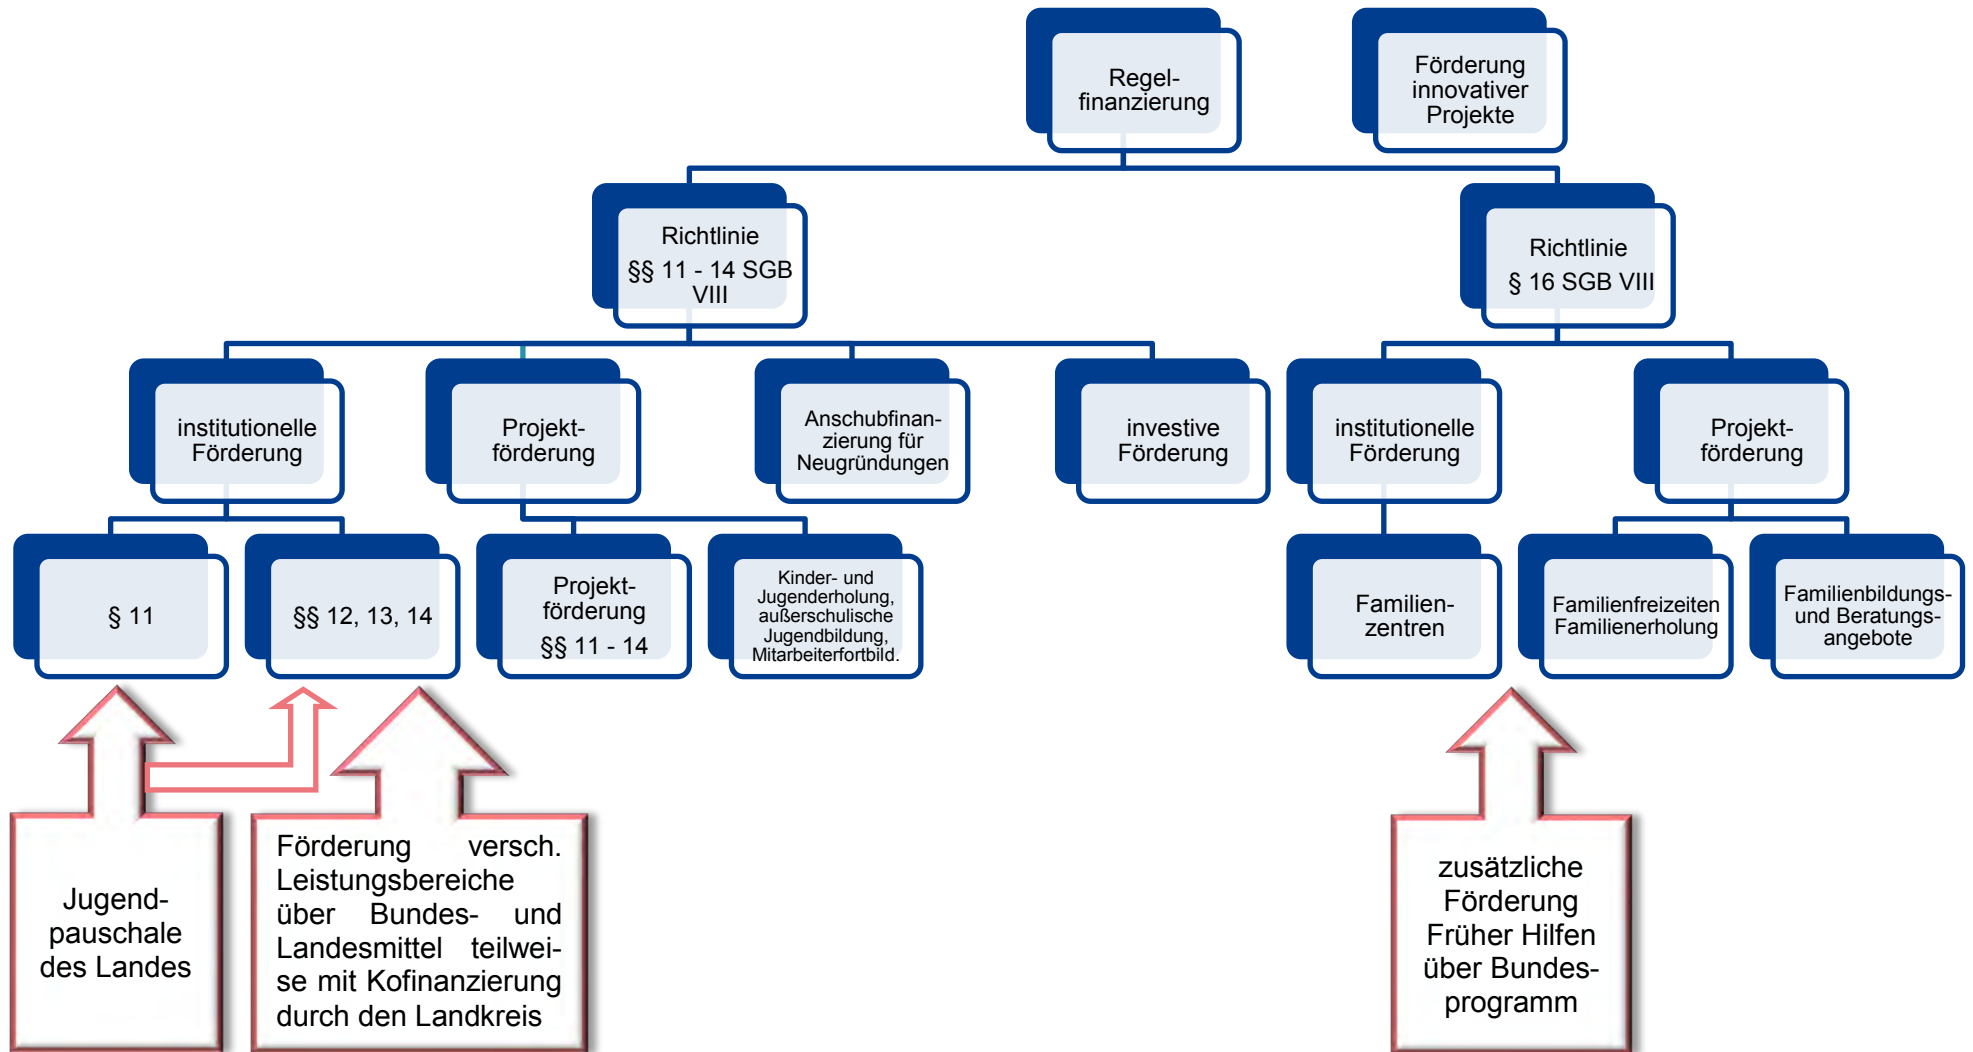 Regel-
finanzierung
Förderung
innovativer
Projekte
Richtlinie
§§ 11 - 14 SGB
VIII
Richtlinie
§ 16 SGB VIII
institutionelle
Förderung
Projekt-
förderung
Anschubfinan-
zierung für
Neugründungen
investive
Förderung
institutionelle
Förderung
Projekt-
förderung
§ 11
§§ 12, 13, 14
Projekt-
förderung
§§ 11 - 14
Kinder- und
Jugenderholung,
außerschulische
Jugendbildung,
Mitarbeiterfortbild.
Familien-
zentren
Familienfreizeiten
Familienerholung
Familienbildungs-
und Beratungs-
angebote
Jugend-
pauschale
des Landes
Förderung versch.
Leistungsbereiche
über Bundes- und
Landesmittel teilwei-
se mit Kofinanzierung
durch den Landkreis
zusätzliche
Förderung
Früher Hilfen
über Bundes-
programm